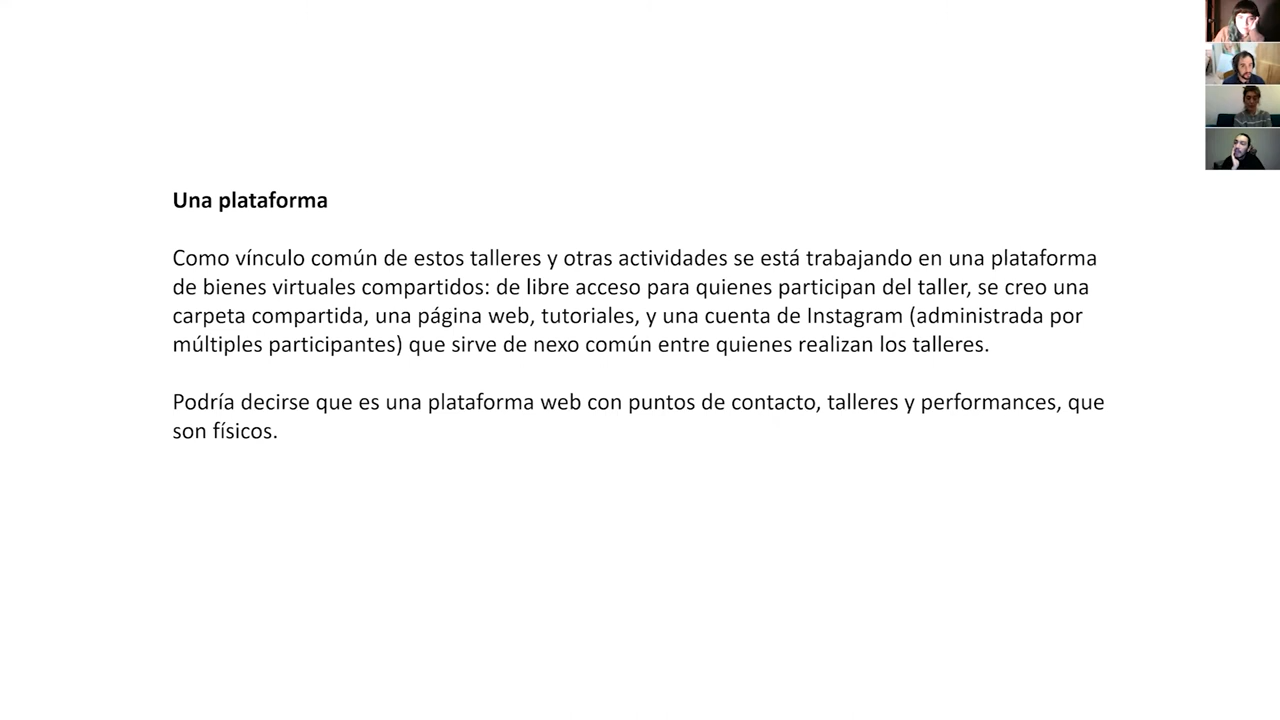 Una plataforma
Como vínculo común de estos talleres y otras actividades se está trabajando en una plataforma
de bienes virtuales compartidos: de libre acceso para quienes participan del taller, se creo una
carpeta compartida, una página web, tutoriales, y una cuenta de Instagram (administrada por
múltiples participantes) que sirve de nexo común entre quienes realizan los talleres.
Podría decirse que es una plataforma web con puntos de contacto, talleres y performances, que
son físicos.